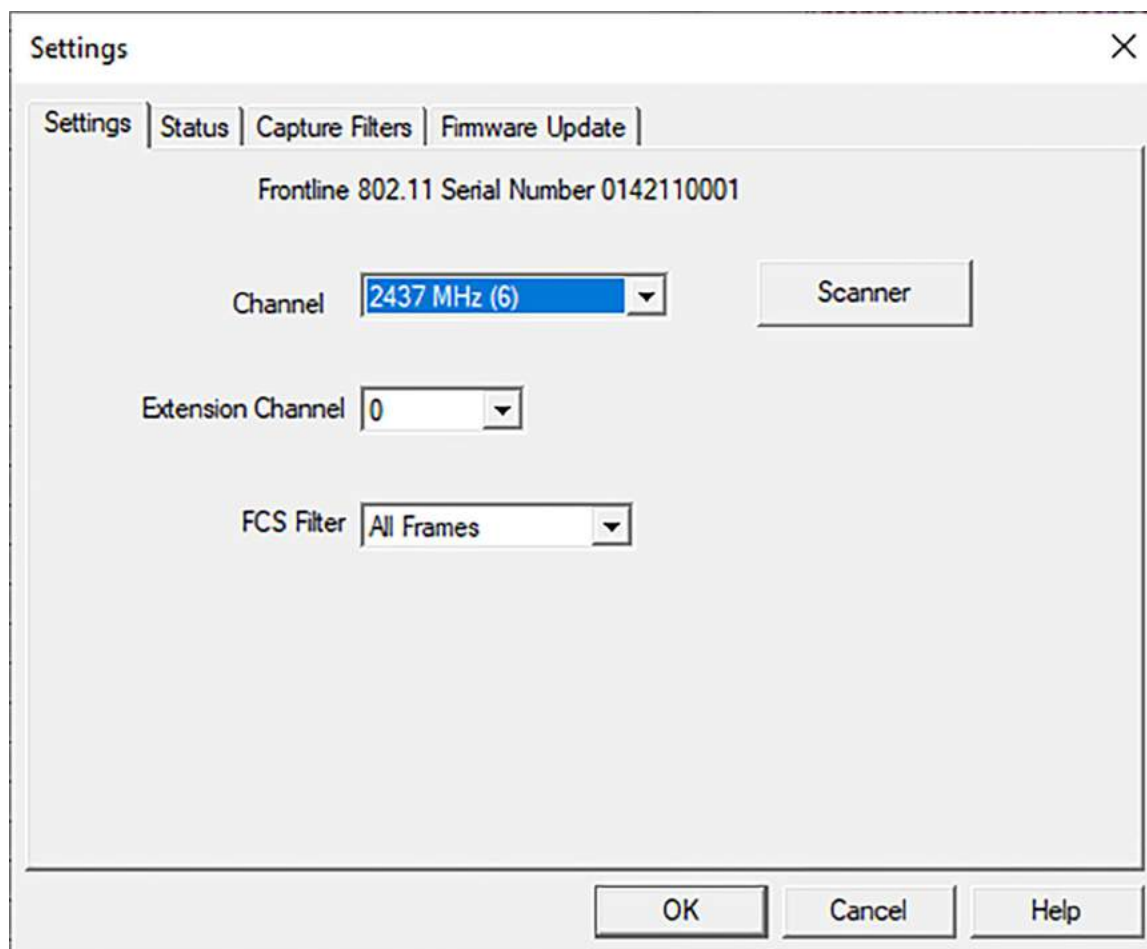 Settings
Settings Status Capture Filters Firmware Update
Frontline 802.11 Serial Number 0142110001
Channel 2437 MHz (6) Scanner
Extension Channel 0
FCS Filter All Frames
OK Cancel Help